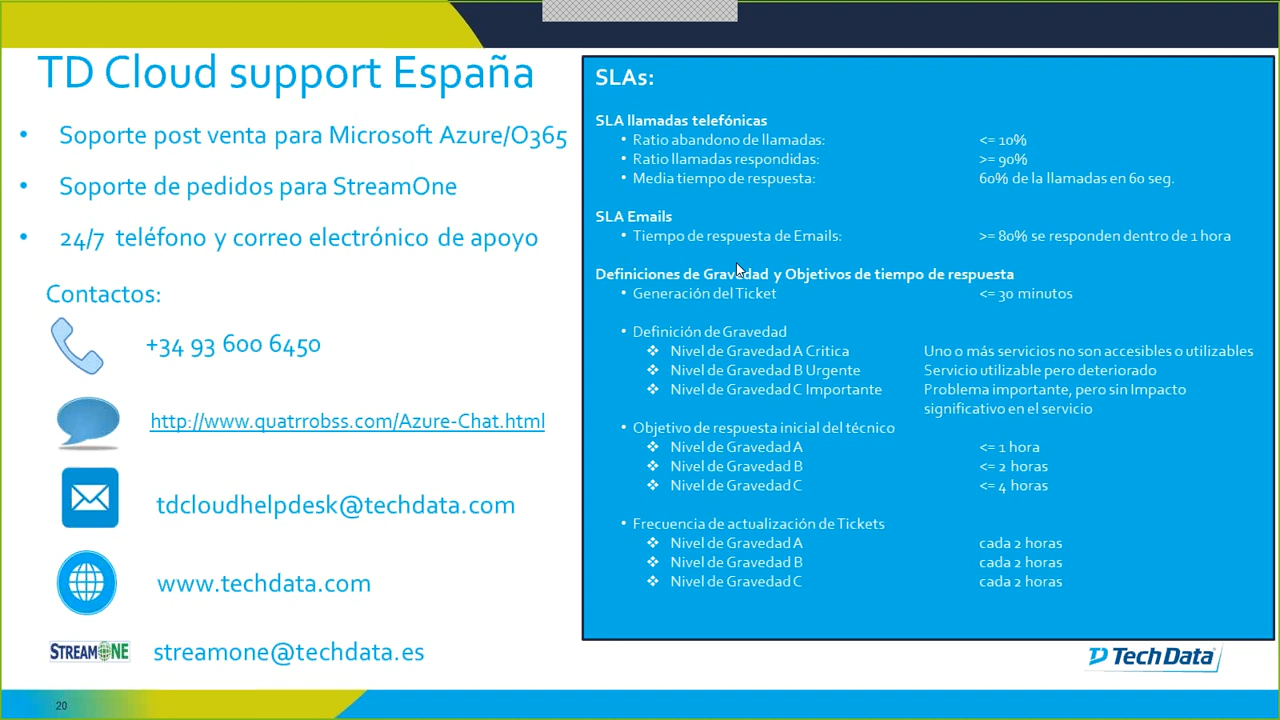 TD Cloud support España
• Soporte post venta para Microsoft Azure/O365
• Soporte de pedidos para StreamOne
• 24/7 teléfono y correo electrónico de apoyo
Contactos:
+34 93 600 6450
http://www.quatrrobss.com/Azure-Chat.html
tdcloudhelpdesk@techdata.com
www.techdata.com
STREAMONE streamone@techdata.es
SLAs:
SLA llamadas telefónicas
• Ratio abandono de llamadas: <= 10%
• Ratio llamadas respondidas: >= 90%
• Media tiempo de respuesta: 60% de la llamadas en 60 seg.
SLA Emails
• Tiempo de respuesta de Emails: >= 80% se responden dentro de 1 hora
Definiciones de Gravedad y Objetivos de tiempo de respuesta
• Generación del Ticket <= 30 minutos
• Definición de Gravedad
❖ Nivel de Gravedad A Critica Uno o más servicios no son accesibles o utilizables
❖ Nivel de Gravedad B Urgente Servicio utilizable pero deteriorado
❖ Nivel de Gravedad C Importante Problema importante, pero sin Impacto
significativo en el servicio
• Objetivo de respuesta inicial del técnico
❖ Nivel de Gravedad A <= 1 hora
❖ Nivel de Gravedad B <= 2 horas
❖ Nivel de Gravedad C <= 4 horas
• Frecuencia de actualización de Tickets
❖ Nivel de Gravedad A cada 2 horas
❖ Nivel de Gravedad B cada 2 horas
❖ Nivel de Gravedad C cada 2 horas
Tech Data
20